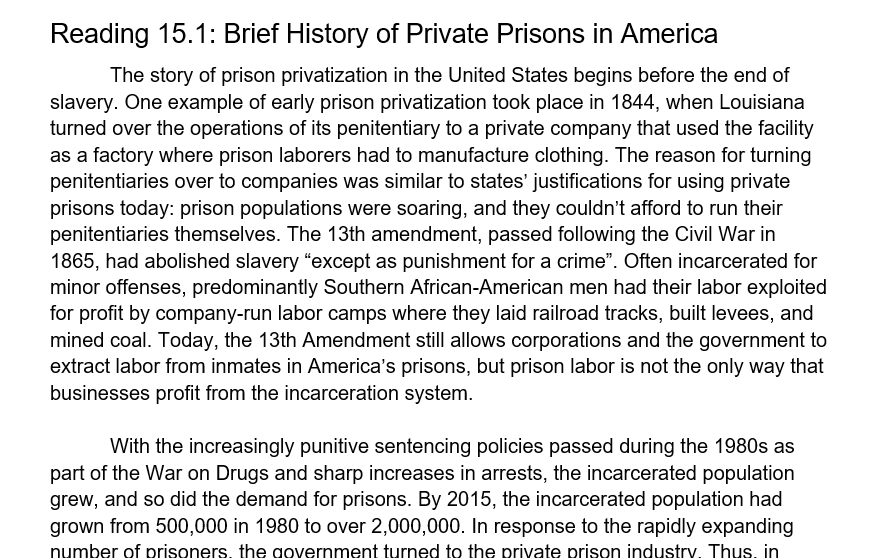 Reading 15.1: Brief History of Private Prisons in America
The story of prison privatization in the United States begins before the end of
slavery. One example of early prison privatization took place in 1844, when Louisiana
turned over the operations of its penitentiary to a private company that used the facility
as a factory where prison laborers had to manufacture clothing. The reason for turning
penitentiaries over to companies was similar to states’ justifications for using private
prisons today: prison populations were soaring, and they couldn’t afford to run their
penitentiaries themselves. The 13th amendment, passed following the Civil War in
1865, had abolished slavery “except as punishment for a crime”. Often incarcerated for
minor offenses, predominantly Southern African-American men had their labor exploited
for profit by company-run labor camps where they laid railroad tracks, built levees, and
mined coal. Today, the 13th Amendment still allows corporations and the government to
extract labor from inmates in America’s prisons, but prison labor is not the only way that
businesses profit from the incarceration system.
With the increasingly punitive sentencing policies passed during the 1980s as
part of the War on Drugs and sharp increases in arrests, the incarcerated population
grew, and so did the demand for prisons. By 2015, the incarcerated population had
grown from 500,000 in 1980 to over 2,000,000. In response to the rapidly expanding
number of prisoners, the government turned to the private prison industry. Thus, in